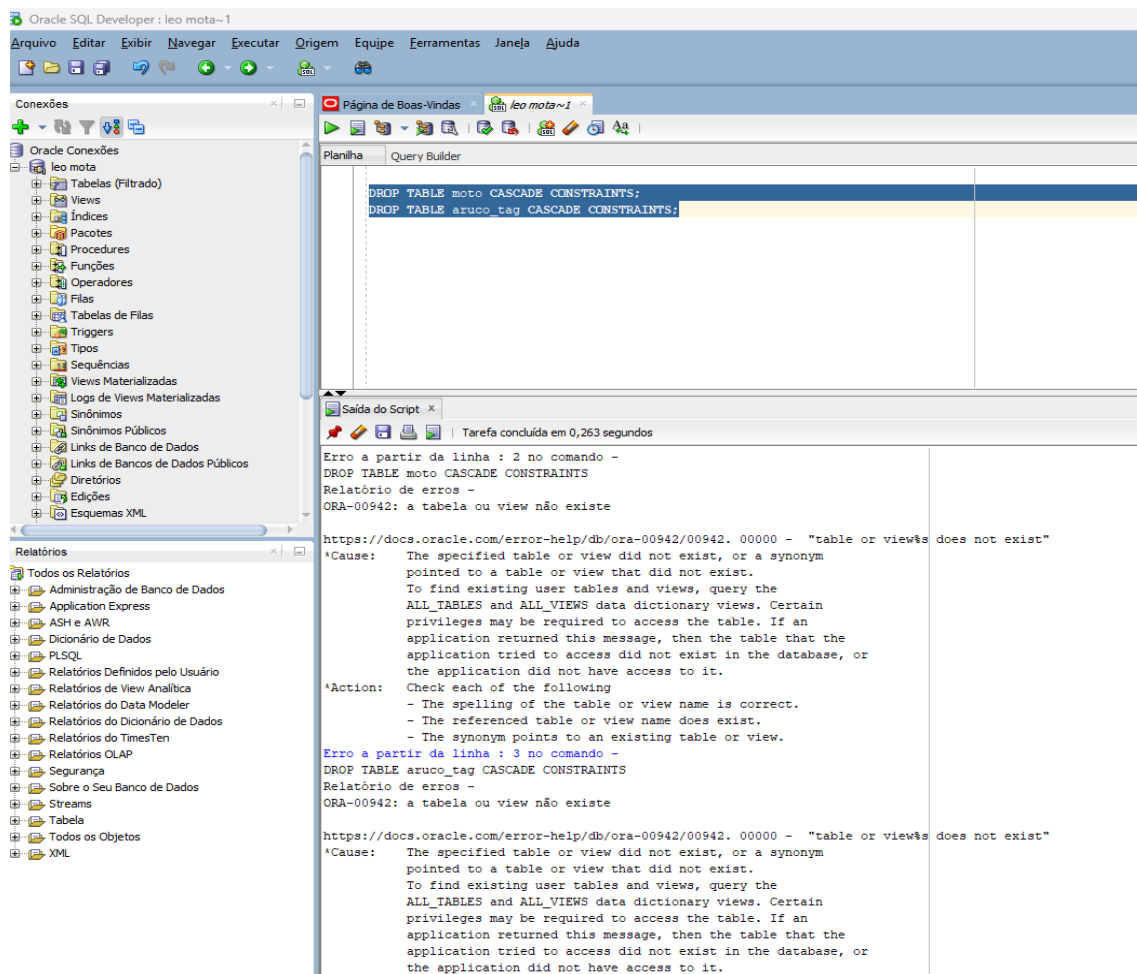 Oracle SQL Developer : leo mota~1
Arquivo Editar Exibir Navegar Executar Origem Equipe Ferramentas Janela Ajuda
Conexões
Oracle Conexões
leo mota
Tabelas (Filtrado)
Views
Índices
Pacotes
Procedures
Funções
Operadores
Filas
Tabelas de Filas
Triggers
Tipos
Sequências
Views Materializadas
Logs de Views Materializadas
Sinônimos
Sinônimos Públicos
Links de Banco de Dados
Links de Bancos de Dados Públicos
Diretórios
Edições
Esquemas XML
Relatórios
Todos os Relatórios
Administração de Banco de Dados
Application Express
ASH e AWR
Dicionário de Dados
PLSQL
Relatórios Definidos pelo Usuário
Relatórios de View Analítica
Relatórios do Data Modeler
Relatórios do Dicionário de Dados
Relatórios do TimesTen
Relatórios OLAP
Segurança
Sobre o Seu Banco de Dados
Streams
Tabela
Todos os Objetos
XML
Página de Boas-Vindas
leo mota~1
Planilha Query Builder
DROP TABLE moto CASCADE CONSTRAINTS;
DROP TABLE aruco_tag CASCADE CONSTRAINTS;
Saída do Script
Tarefa concluída em 0,263 segundos
Erro a partir da linha : 2 no comando -
DROP TABLE moto CASCADE CONSTRAINTS
Relatório de erros -
ORA-00942: a tabela ou view não existe
https://docs.oracle.com/error-help/db/ora-00942/00942. 00000 - "table or view%s does not exist"
*Cause: The specified table or view did not exist, or a synonym
pointed to a table or view that did not exist.
To find existing user tables and views, query the
ALL_TABLES and ALL_VIEWS data dictionary views. Certain
privileges may be required to access the table. If an
application returned this message, then the table that the
application tried to access did not exist in the database, or
the application did not have access to it.
*Action: Check each of the following
- The spelling of the table or view name is correct.
- The referenced table or view name does exist.
- The synonym points to an existing table or view.
Erro a partir da linha : 3 no comando -
DROP TABLE aruco_tag CASCADE CONSTRAINTS
Relatório de erros -
ORA-00942: a tabela ou view não existe
https://docs.oracle.com/error-help/db/ora-00942/00942. 00000 - "table or view%s does not exist"
*Cause: The specified table or view did not exist, or a synonym
pointed to a table or view that did not exist.
To find existing user tables and views, query the
ALL_TABLES and ALL_VIEWS data dictionary views. Certain
privileges may be required to access the table. If an
application returned this message, then the table that the
application tried to access did not exist in the database, or
the application did not have access to it.